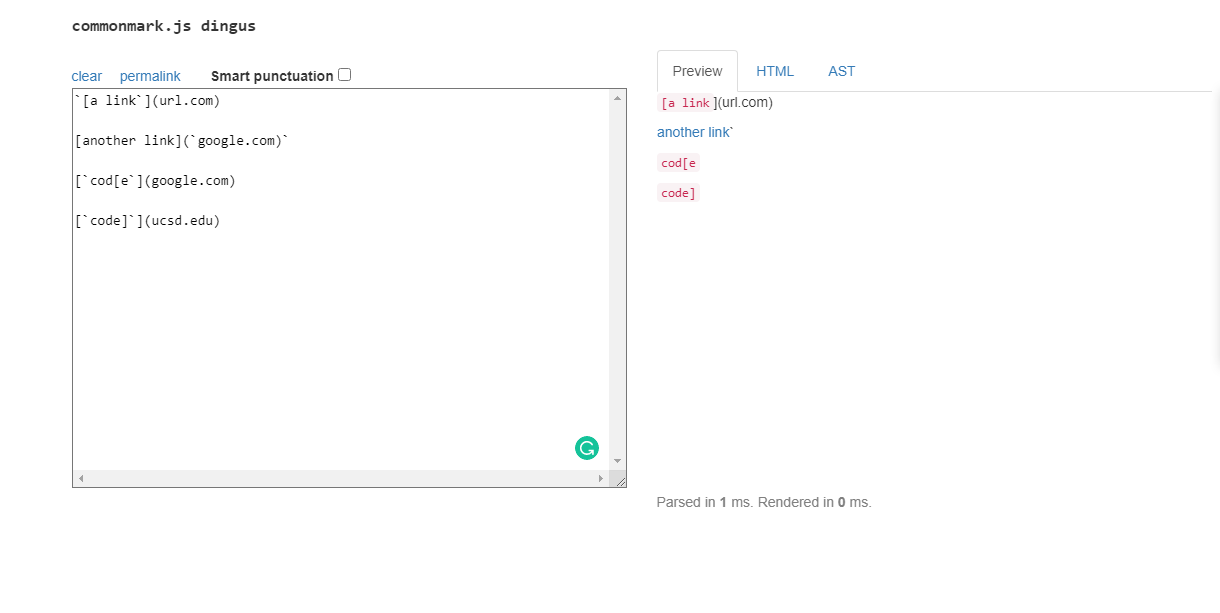 commonmark.js dingus
clear permalink Smart punctuation
`[a link`](url.com)
[another link](`google.com)`
[`cod[e`](google.com)
[`code]`](ucsd.edu)
Preview HTML AST
[a link](url.com)
another link`
cod[e
code]
Parsed in 1 ms. Rendered in 0 ms.